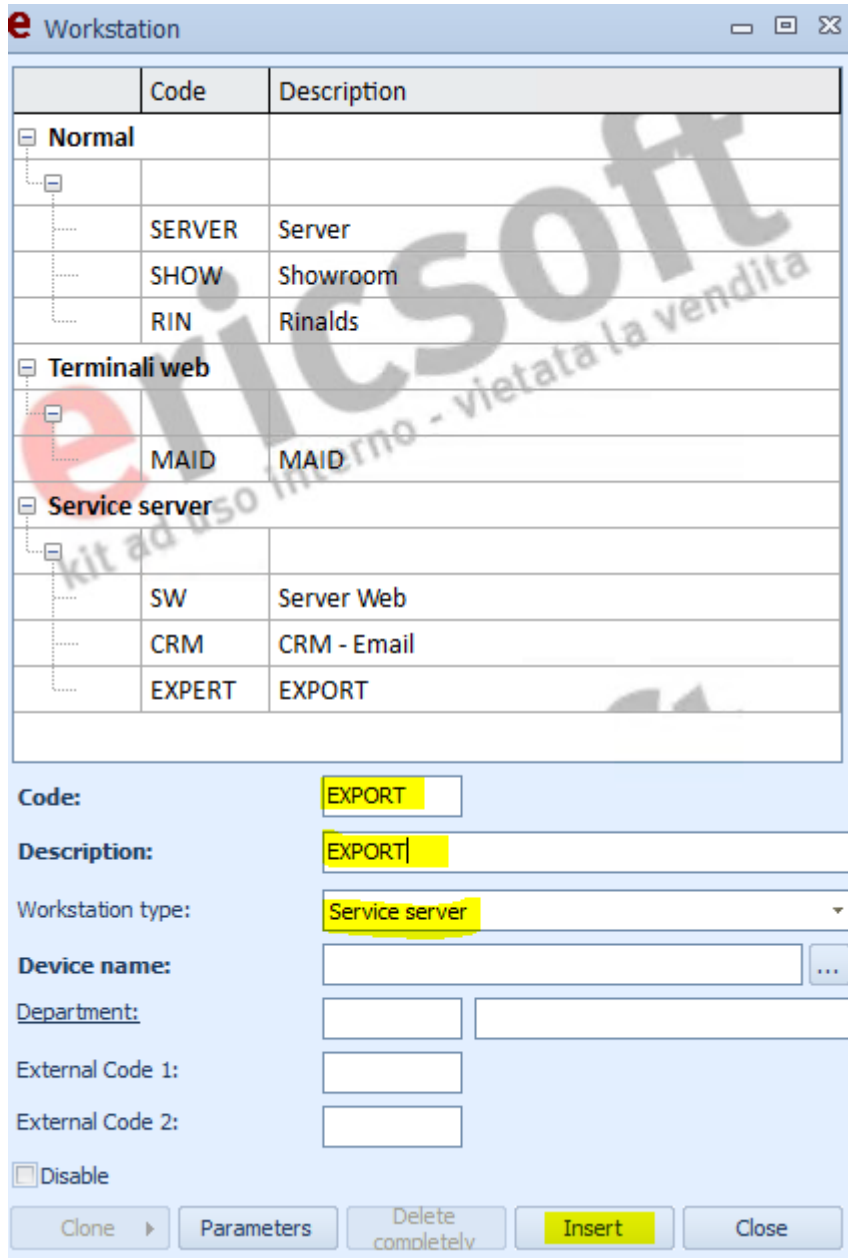 e Workstation
Code Description
Normal
SERVER Server
SHOW Showroom
RIN Rinalds
Terminali web
MAID MAID
Service server
SW Server Web
CRM CRM - Email
EXPERT EXPORT
ericsoft
kit ad uso interno - vietata la vendita
Code: EXPORT
Description: EXPORT
Workstation type: Service server
Device name: ...
Department:
External Code 1:
External Code 2:
Disable
Clone Parameters Delete completely Insert Close